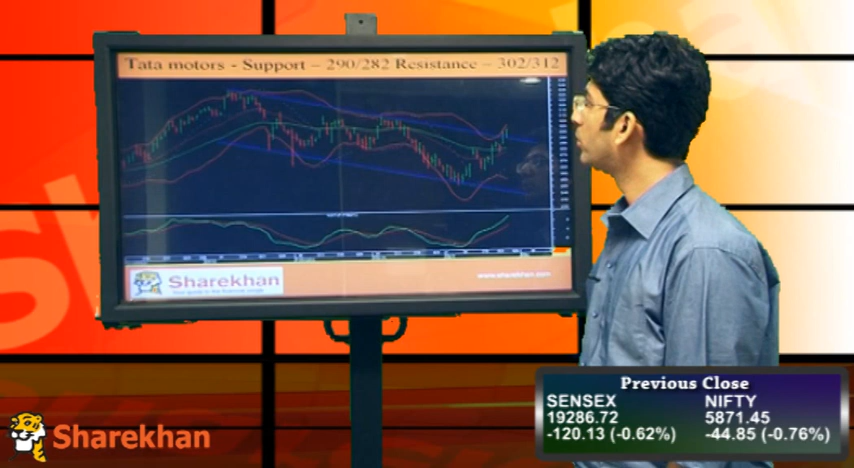 Tata motors - Support – 290/282 Resistance – 302/312
Sharekhan
www.sharekhan.com
Previous Close
SENSEX NIFTY
19286.72 5871.45
-120.13 (-0.62%) -44.85 (-0.76%)
Sharekhan